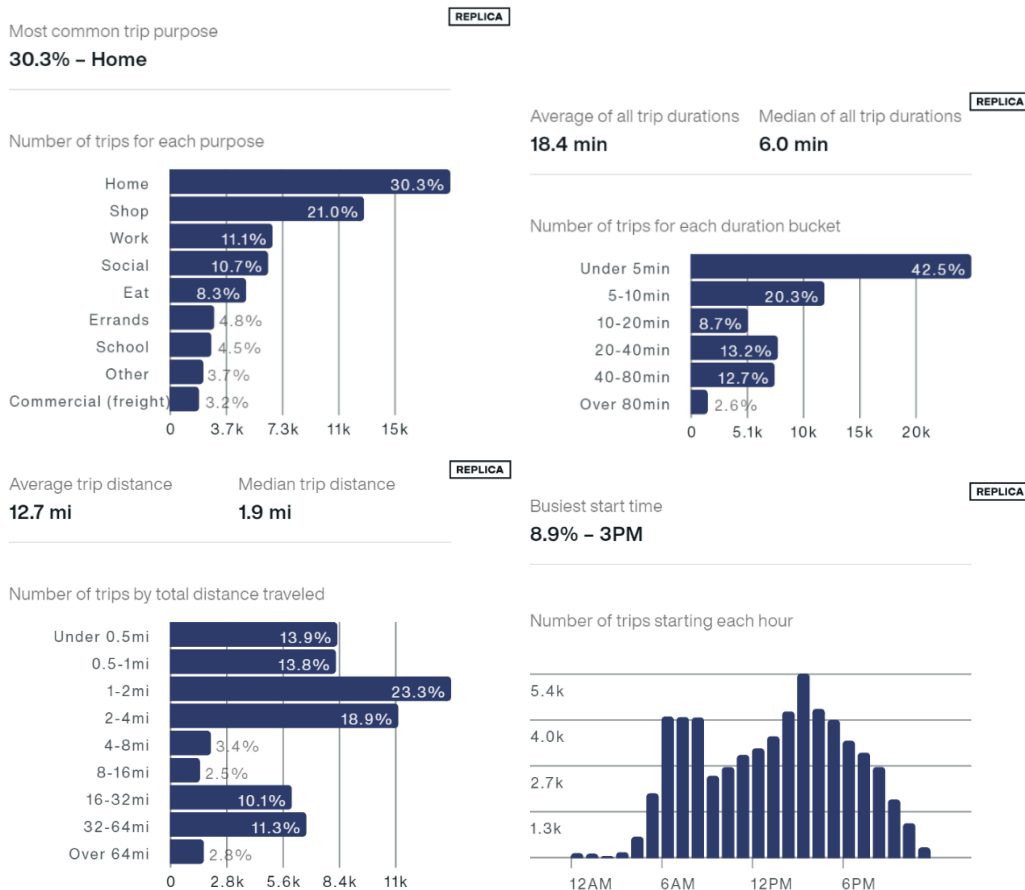 REPLICA
Most common trip purpose
30.3% – Home
Number of trips for each purpose
Home 30.3%
Shop 21.0%
Work 11.1%
Social 10.7%
Eat 8.3%
Errands 4.8%
School 4.5%
Other 3.7%
Commercial (freight) 3.2%
0 3.7k 7.3k 11k 15k
REPLICA
Average of all trip durations Median of all trip durations
18.4 min 6.0 min
Number of trips for each duration bucket
Under 5min 42.5%
5-10min 20.3%
10-20min 8.7%
20-40min 13.2%
40-80min 12.7%
Over 80min 2.6%
0 5.1k 10k 15k 20k
REPLICA
Average trip distance Median trip distance
12.7 mi 1.9 mi
Number of trips by total distance traveled
Under 0.5mi 13.9%
0.5-1mi 13.8%
1-2mi 23.3%
2-4mi 18.9%
4-8mi 3.4%
8-16mi 2.5%
16-32mi 10.1%
32-64mi 11.3%
Over 64mi 2.8%
0 2.8k 5.6k 8.4k 11k
REPLICA
Busiest start time
8.9% – 3PM
Number of trips starting each hour
5.4k
4.0k
2.7k
1.3k
12AM 6AM 12PM 6PM